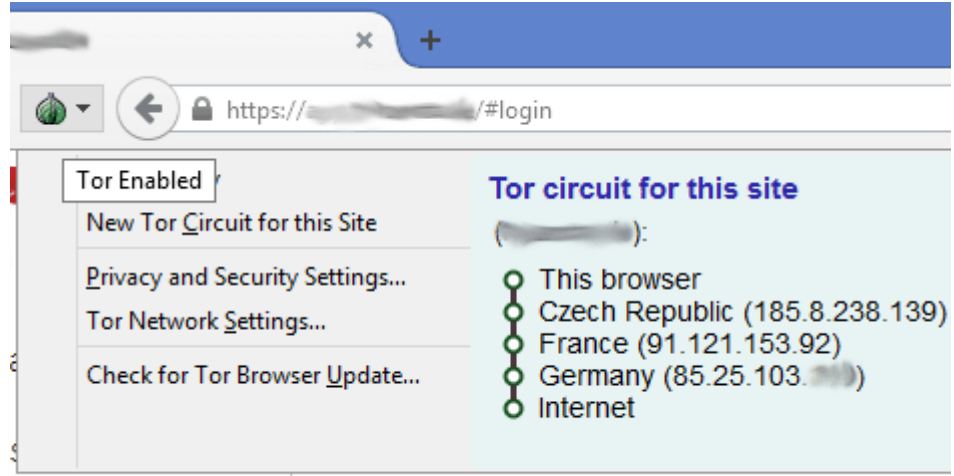 https:// /#login
Tor Enabled
New Tor Circuit for this Site
Privacy and Security Settings...
Tor Network Settings...
Check for Tor Browser Update...
Tor circuit for this site
( ):
This browser
Czech Republic (185.8.238.139)
France (91.121.153.92)
Germany (85.25.103. )
Internet